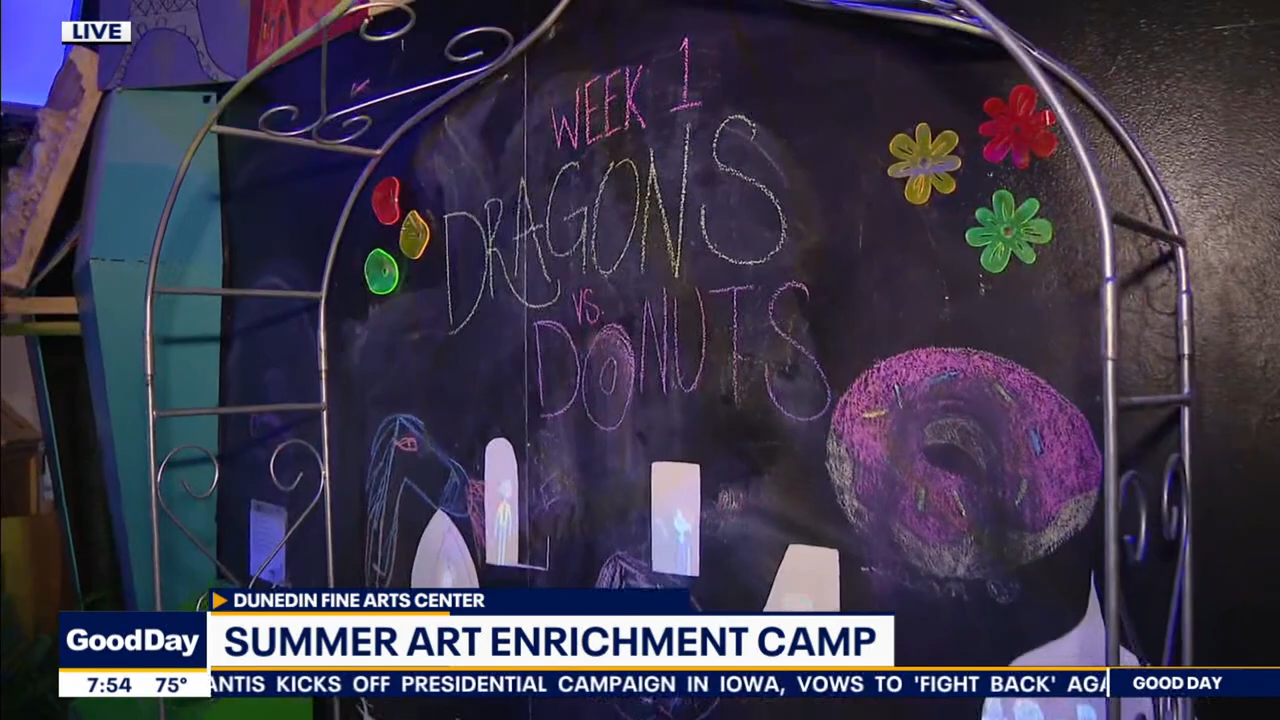 LIVE
WEEK 1
DRAGONS
VS.
DONUTS
DUNEDIN FINE ARTS CENTER
GoodDay
SUMMER ART ENRICHMENT CAMP
7:54 75°
ANTIS KICKS OFF PRESIDENTIAL CAMPAIGN IN IOWA, VOWS TO 'FIGHT BACK' AGA
GOOD DAY